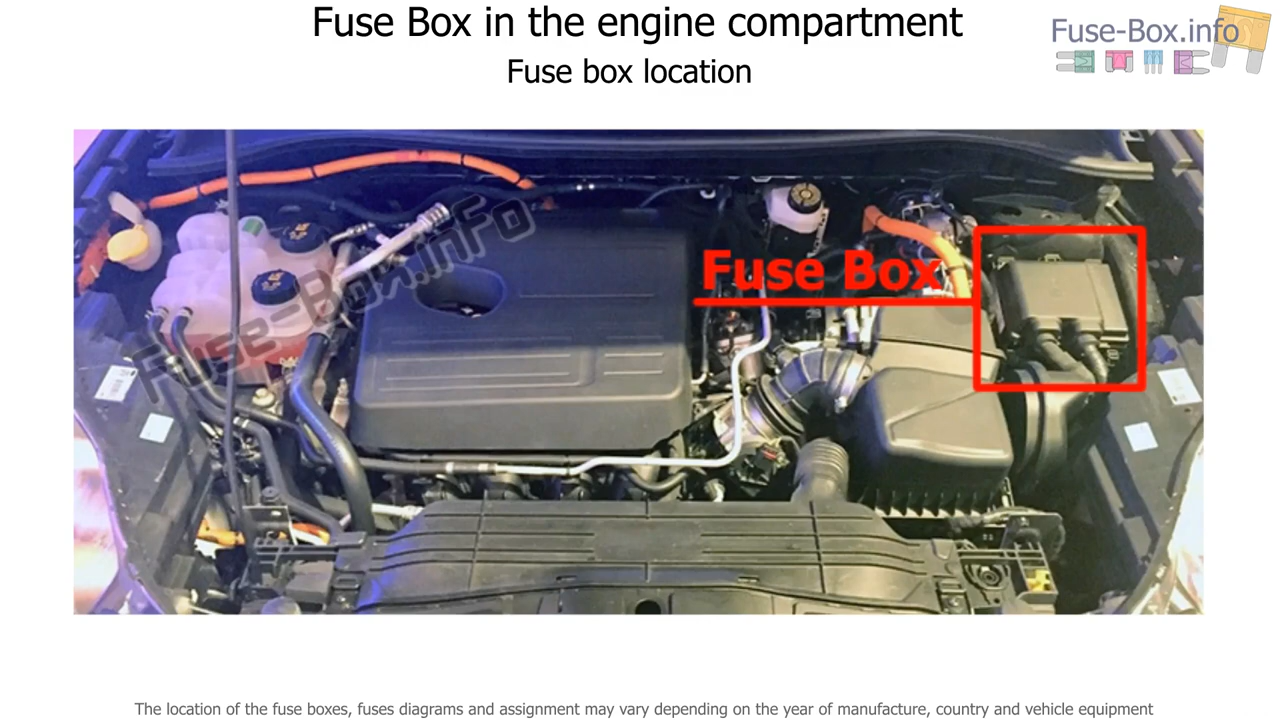 Fuse Box in the engine compartment
Fuse box location
Fuse-Box.info
Fuse Box
Fuse-Box.info
The location of the fuse boxes, fuses diagrams and assignment may vary depending on the year of manufacture, country and vehicle equipment